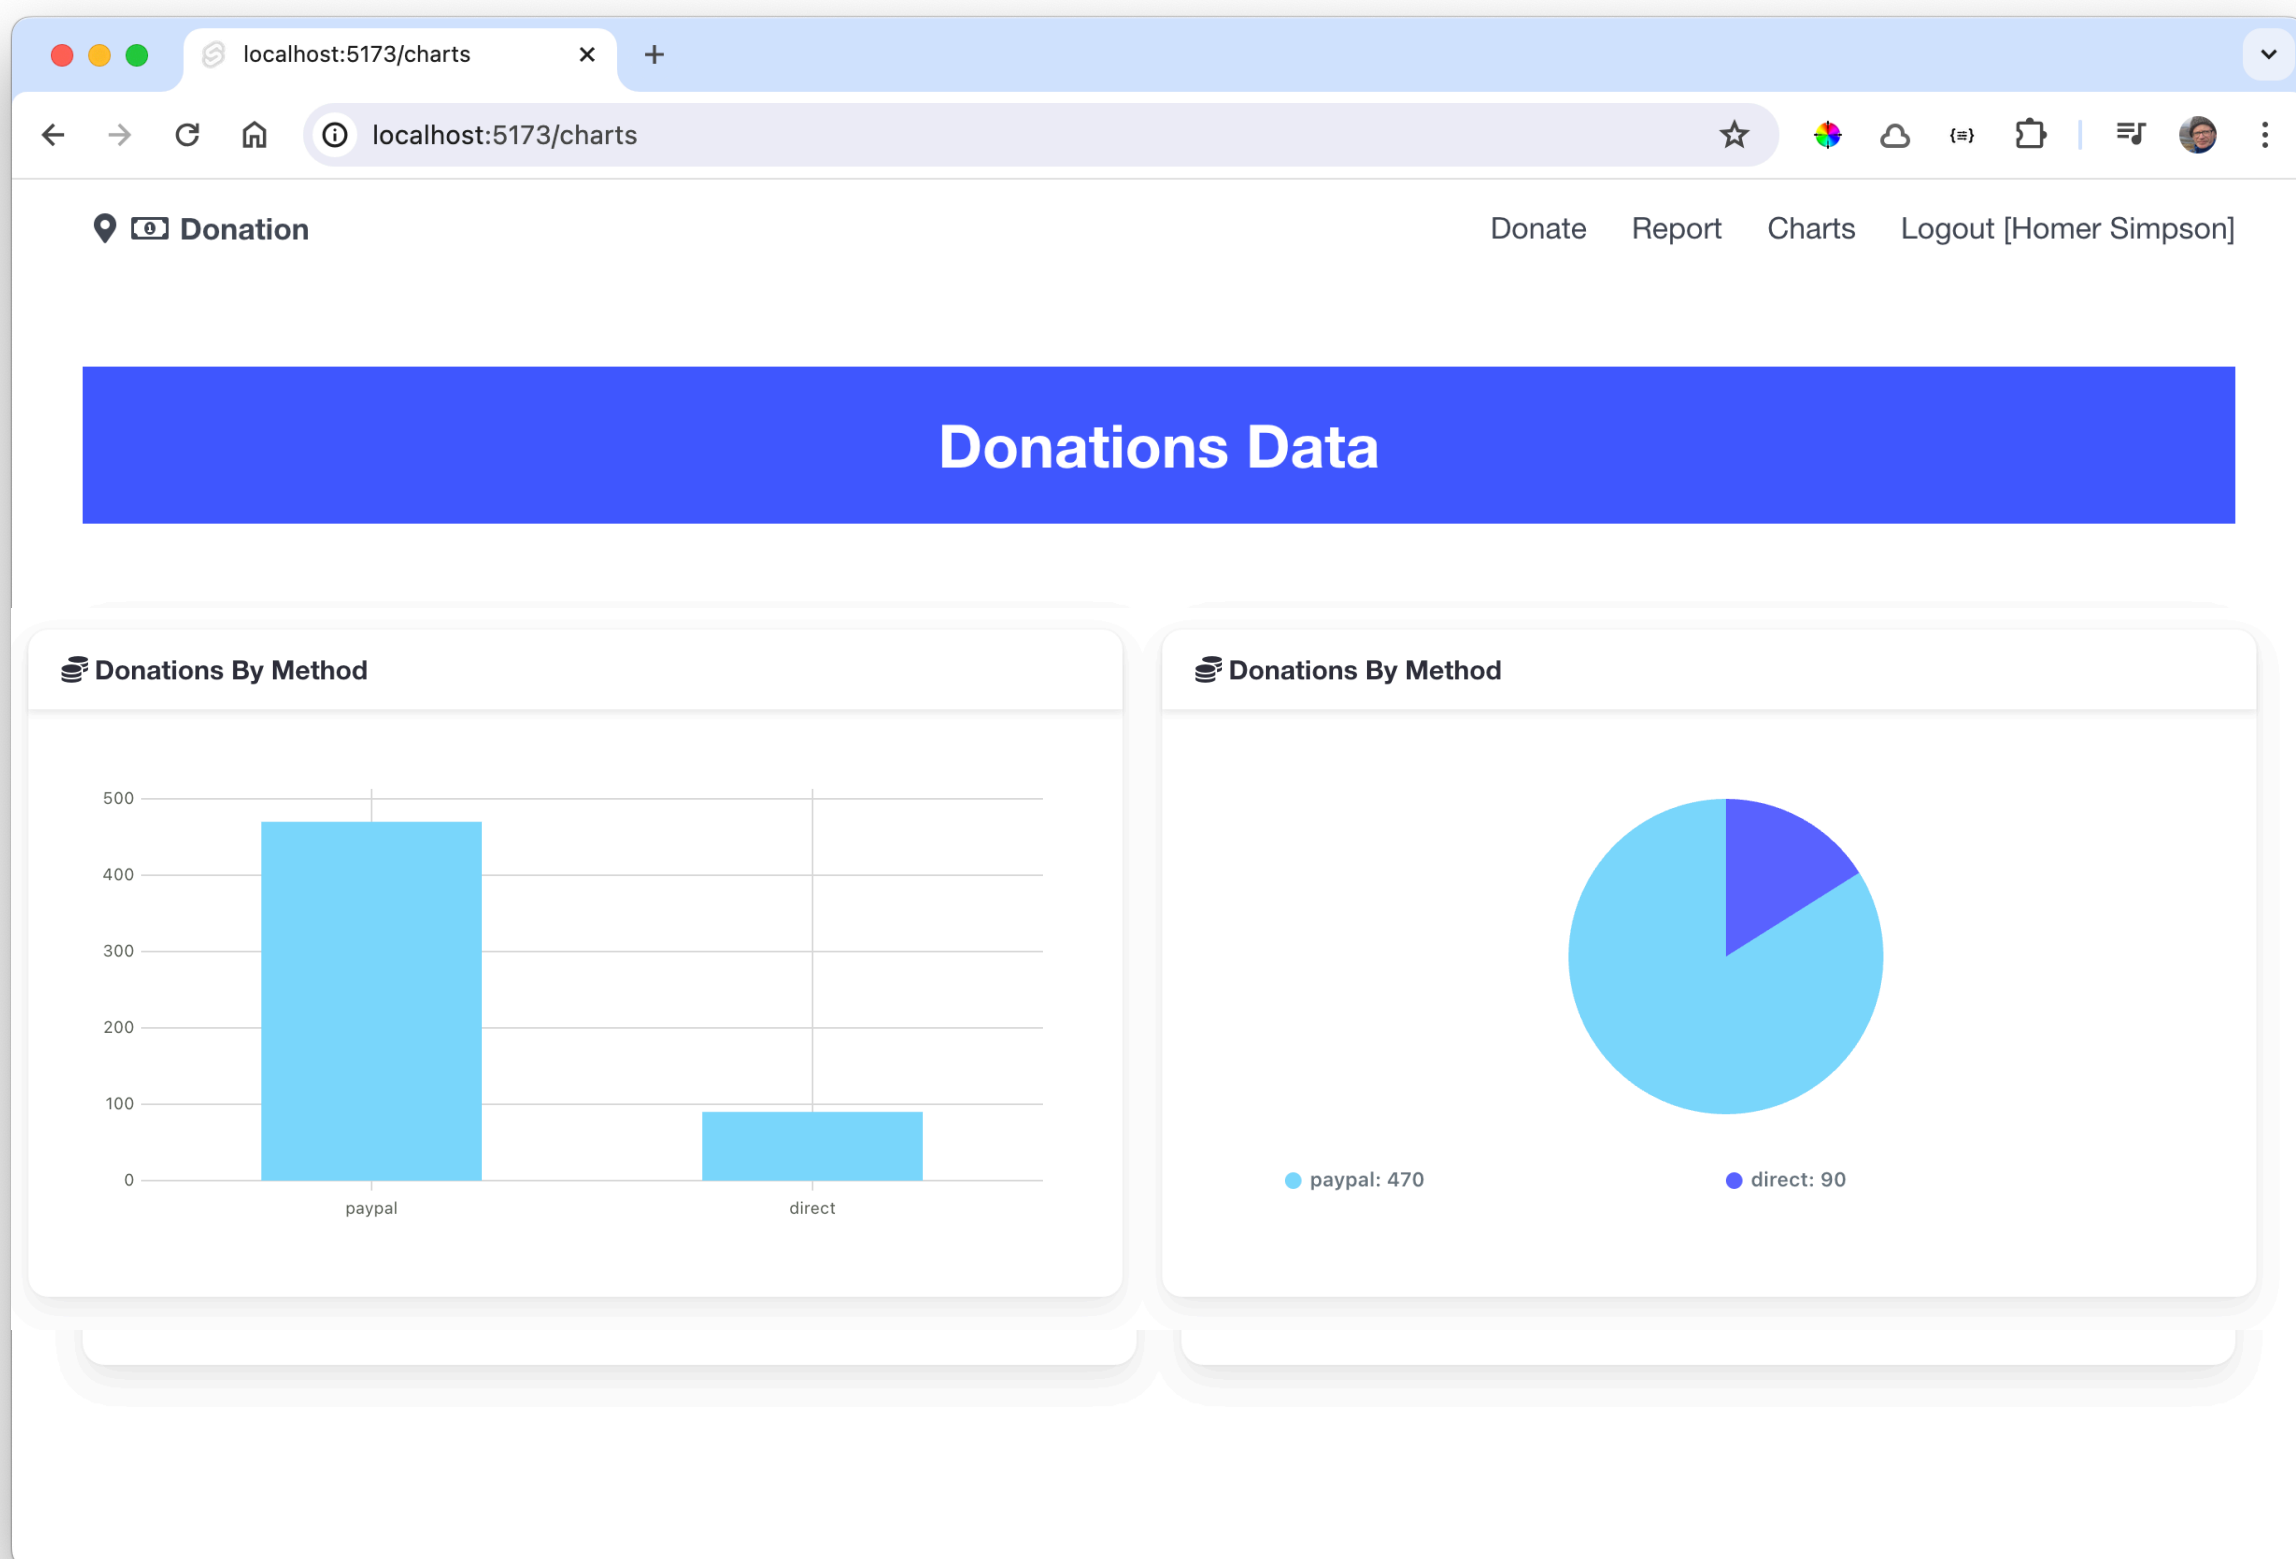 localhost:5173/charts
localhost:5173/charts
Donation
Donate Report Charts Logout [Homer Simpson]
Donations Data
Donations By Method
500
400
300
200
100
0
paypal direct
Donations By Method
paypal: 470 direct: 90